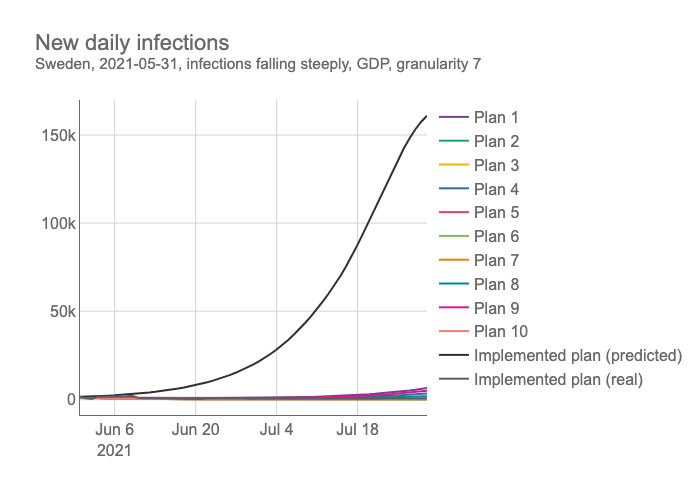 New daily infections
Sweden, 2021-05-31, infections falling steeply, GDP, granularity 7
150k
100k
50k
0
Jun 6
2021
Jun 20
Jul 4
Jul 18
Plan 1
Plan 2
Plan 3
Plan 4
Plan 5
Plan 6
Plan 7
Plan 8
Plan 9
Plan 10
Implemented plan (predicted)
Implemented plan (real)